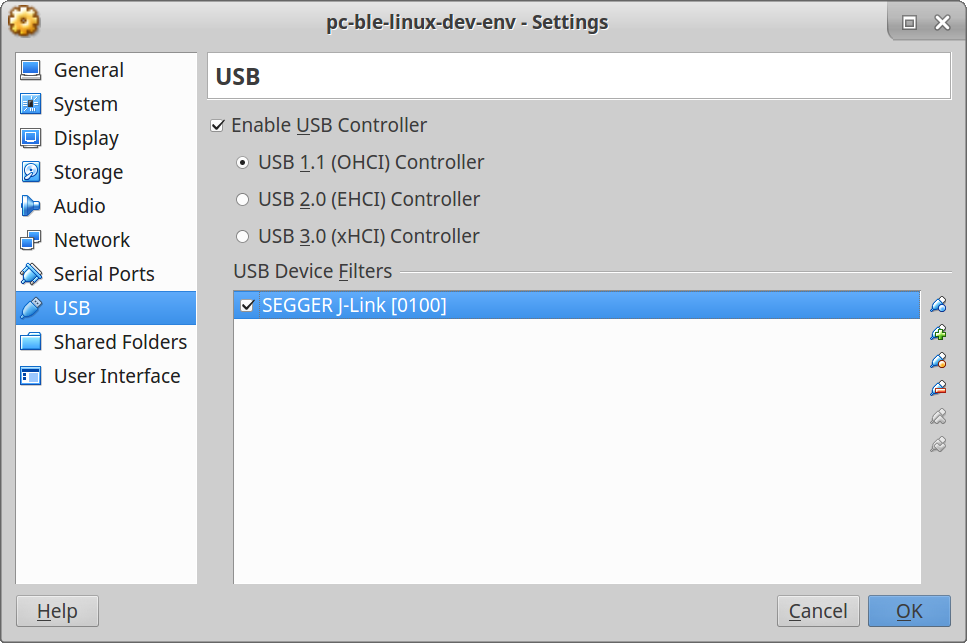 pc-ble-linux-dev-env - Settings
General
System
Display
Storage
Audio
Network
Serial Ports
USB
Shared Folders
User Interface
USB
Enable USB Controller
USB 1.1 (OHCI) Controller
USB 2.0 (EHCI) Controller
USB 3.0 (xHCI) Controller
USB Device Filters
SEGGER J-Link [0100]
Help
Cancel
OK